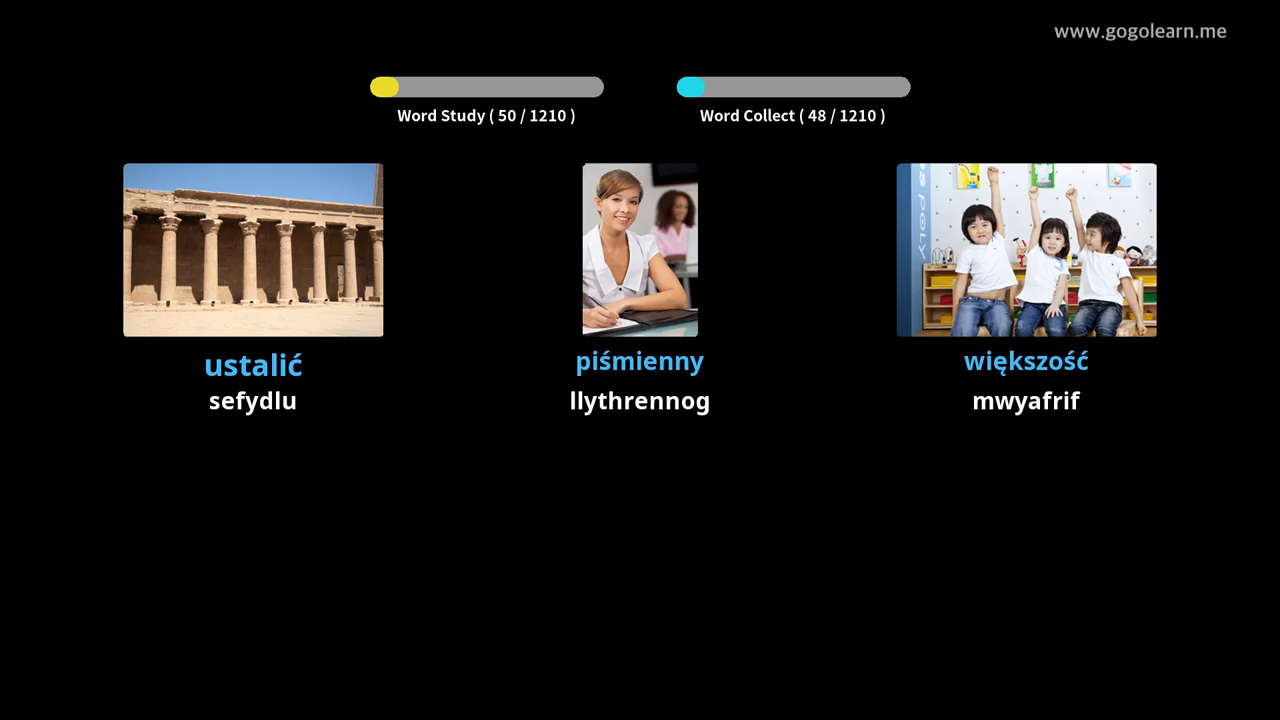 www.gogolearn.me
Word Study ( 50 / 1210 )
Word Collect ( 48 / 1210 )
ustalić
piśmienny
większość
sefydlu
llythrennog
mwyafrif